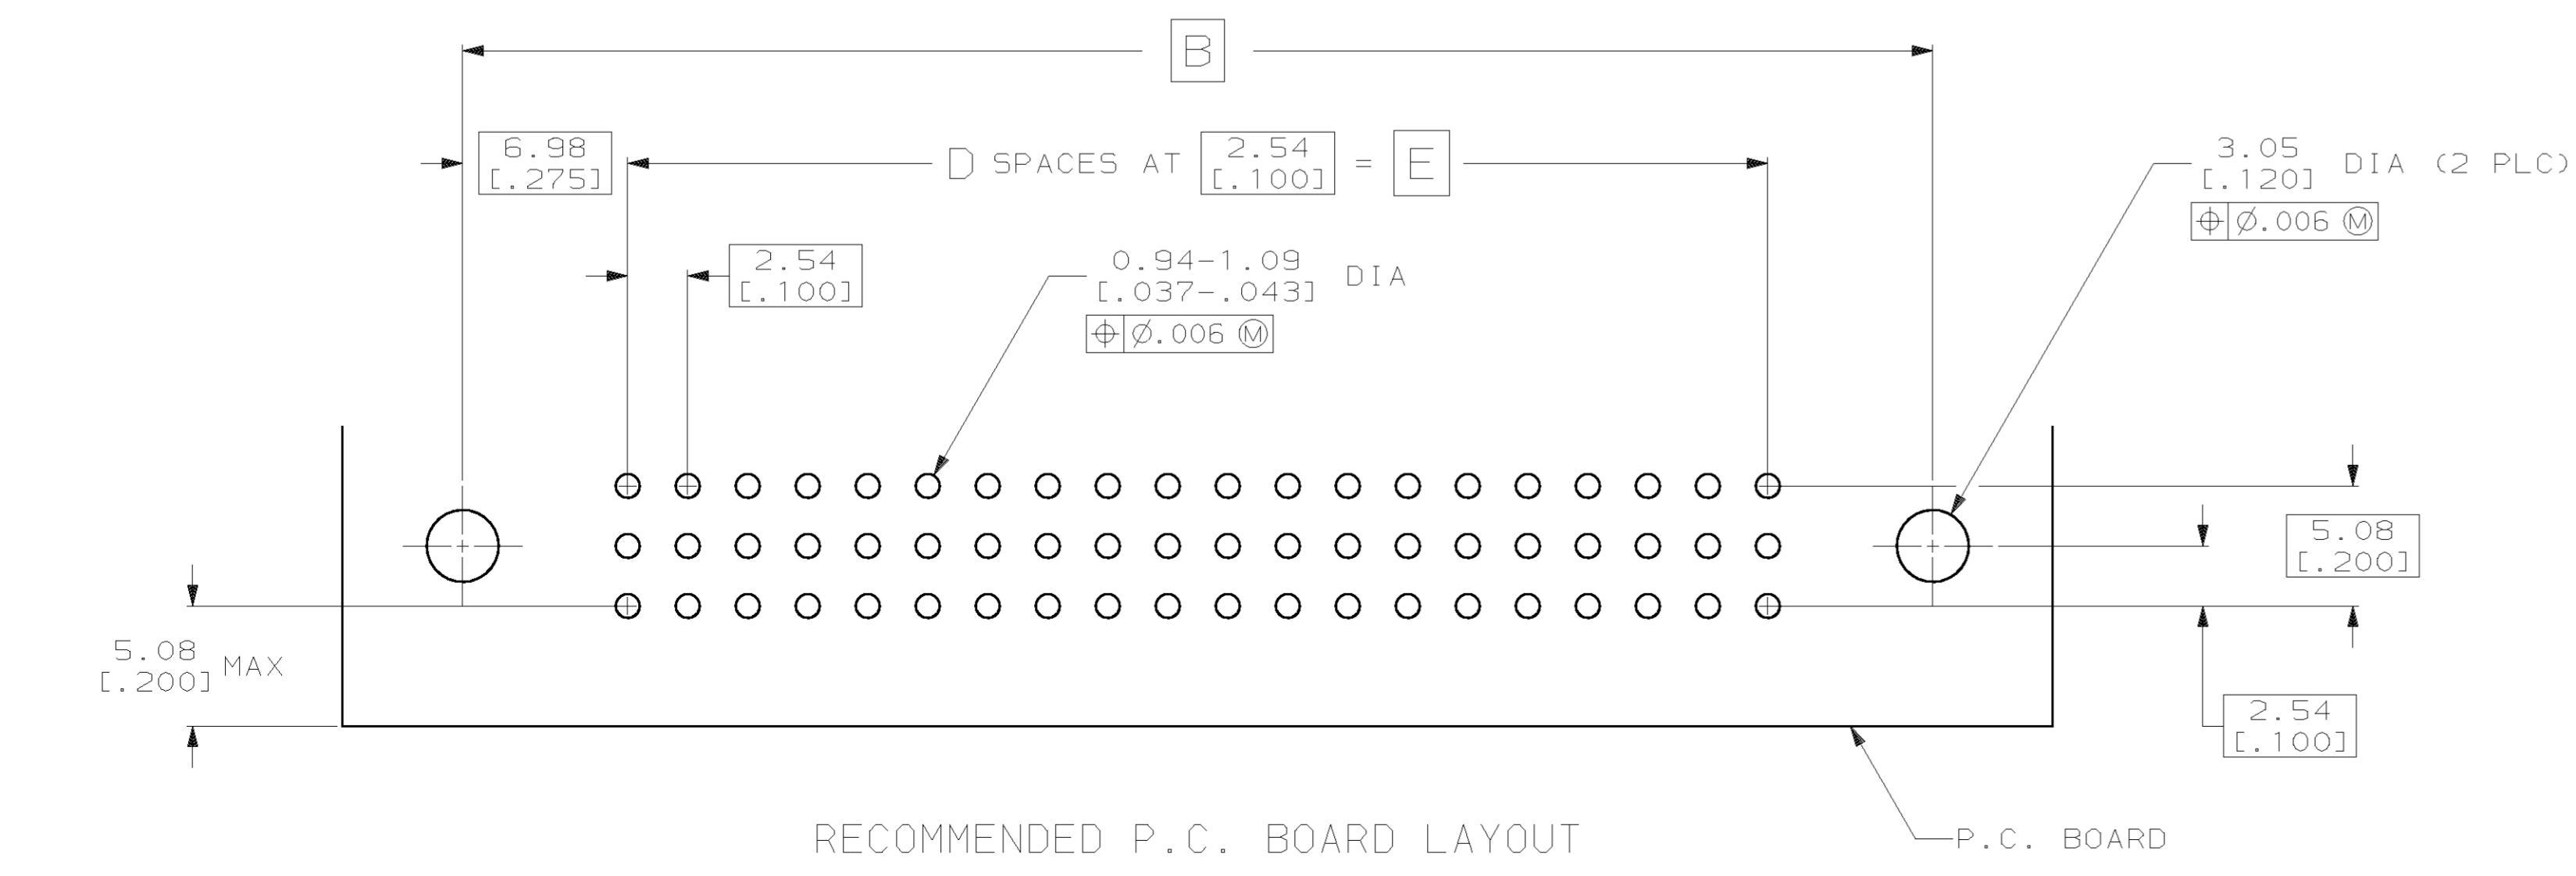 B
6.98
[.275]
D SPACES AT 2.54 = E
[.100]
3.05 DIA (2 PLC)
[.120]
⌖ Ø.006 Ⓜ
2.54
[.100]
0.94-1.09 DIA
[.037-.043]
⌖ Ø.006 Ⓜ
5.08
[.200]
5.08 MAX
[.200]
2.54
[.100]
RECOMMENDED P.C. BOARD LAYOUT
P.C. BOARD